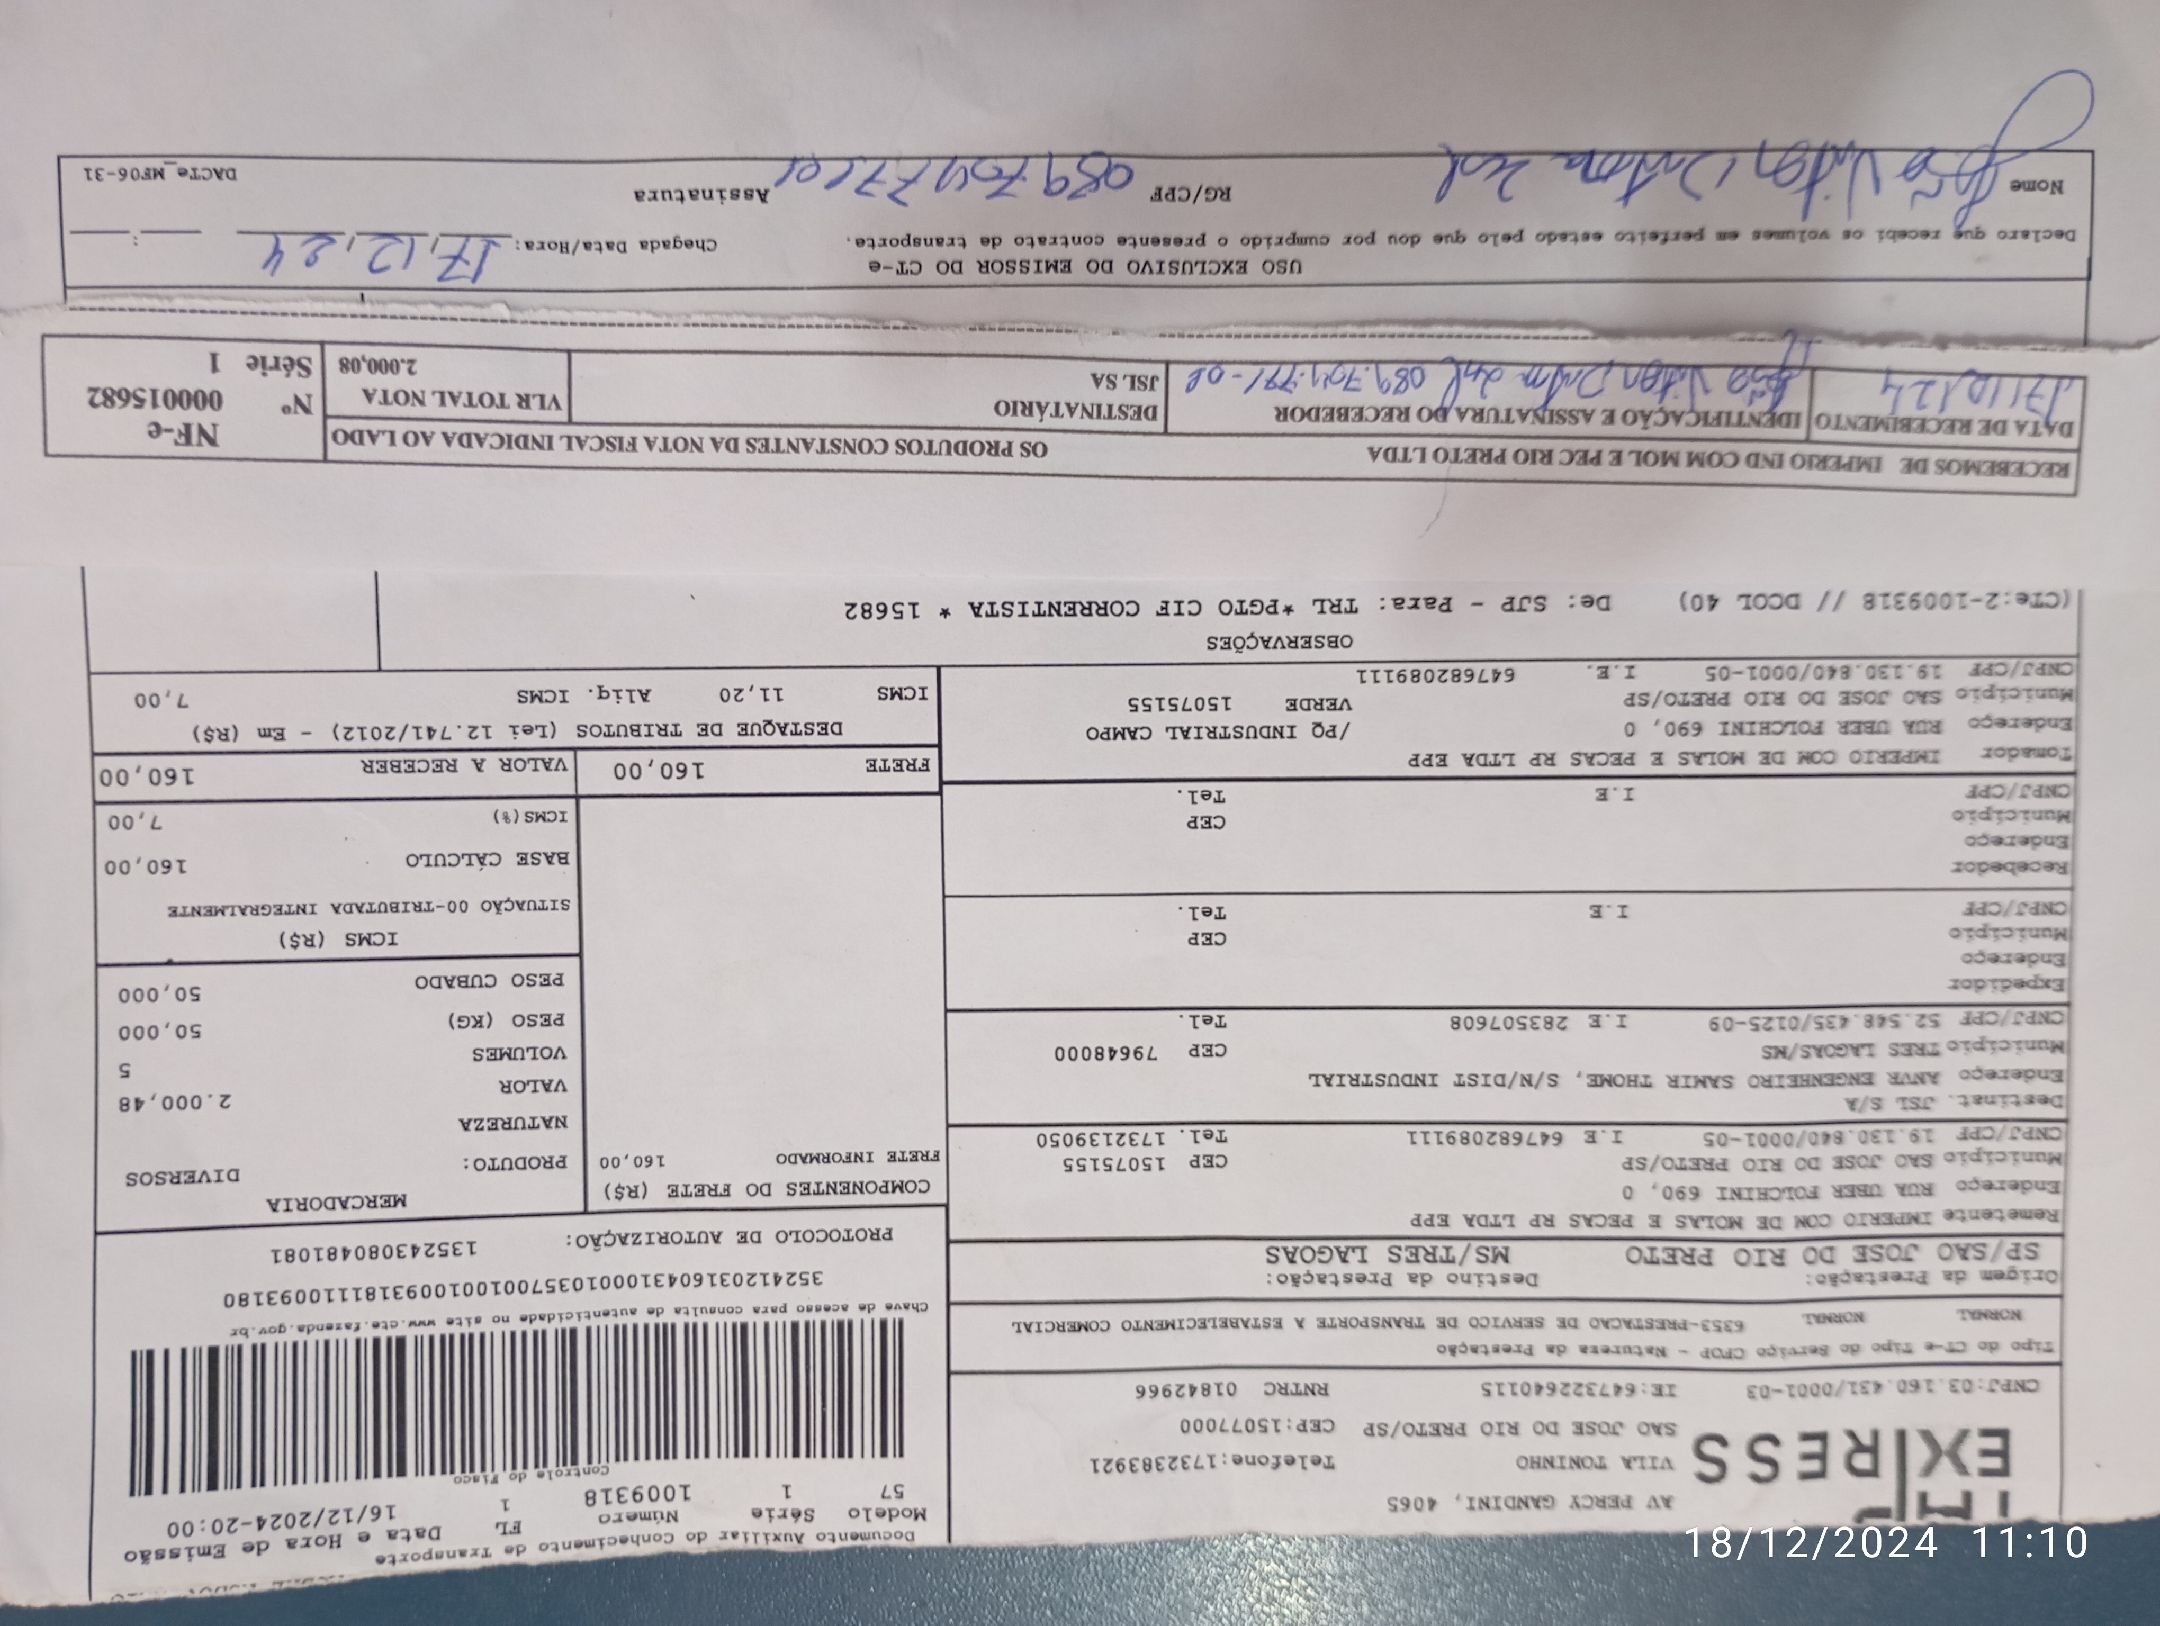 Documento Auxiliar do Conhecimento de Transporte
Modelo Série Número FL Data e Hora de Emissão
57 1 1009318 1 16/12/2024-20:00
Controle do Fisco
Chave de acesso para consulta de autenticidade no site www.cte.fazenda.gov.br
35241203160431000103570010010093181110093180
PROTOCOLO DE AUTORIZAÇÃO: 135243080481081
EXPRESS
AV PERCY GANDINI, 4065
VILA TONINHO Telefone:1732383921
SAO JOSE DO RIO PRETO/SP CEP:15077000
CNPJ:03.160.431/0001-03 IE:647322640115 RNTRC 01842966
Tipo do CT-e Tipo do Serviço CFOP - Natureza da Prestação
NORMAL NORMAL 6353-PRESTACAO DE SERVICO DE TRANSPORTE A ESTABELECIMENTO COMERCIAL
Origem da Prestação: Destino da Prestação:
SP/SAO JOSE DO RIO PRETO MS/TRES LAGOAS
Remetente IMPERIO COM DE MOLAS E PECAS RP LTDA EPP
Endereço RUA UBER FOLCHINI 690, 0
Município SAO JOSE DO RIO PRETO/SP CEP 15075155
CNPJ/CPF 19.130.840/0001-05 I.E 647682089111 Tel. 1732139050
Destinat. JSL S/A
Endereço ANVR ENGENHEIRO SAMIR THOME, S/N/DIST INDUSTRIAL
Município TRES LAGOAS/MS CEP 79648000
CNPJ/CPF 52.548.435/0125-09 I.E 283507608 Tel.
Expedidor
Endereço
Município CEP
CNPJ/CPF I.E Tel.
Recebedor
Endereço
Município CEP
CNPJ/CPF I.E Tel.
Tomador IMPERIO COM DE MOLAS E PECAS RP LTDA EPP
Endereço RUA UBER FOLCHINI 690, 0 /PQ INDUSTRIAL CAMPO
Município SAO JOSE DO RIO PRETO/SP VERDE 15075155
CNPJ/CPF 19.130.840/0001-05 I.E. 647682089111
COMPONENTES DO FRETE (R$)
FRETE INFORMADO 160,00
MERCADORIA
PRODUTO: DIVERSOS
NATUREZA
VALOR 2.000,48
VOLUMES 5
PESO (KG) 50,000
PESO CUBADO 50,000
ICMS (R$)
SITUAÇÃO 00-TRIBUTADA INTEGRALMENTE
BASE CÁLCULO 160,00
ICMS(%) 7,00
FRETE 160,00 VALOR A RECEBER 160,00
DESTAQUE DE TRIBUTOS (Lei 12.741/2012) - Em (R$)
ICMS 11,20 Aliq. ICMS 7,00
OBSERVAÇÕES
(CTe:2-1009318 // DCOL 40) De: SJP - Para: TRL *PGTO CIF CORRENTISTA * 15682
RECEBEMOS DE IMPERIO IND COM MOL E PEC RIO PRETO LTDA OS PRODUTOS CONSTANTES DA NOTA FISCAL INDICADA AO LADO
DATA DE RECEBIMENTO IDENTIFICAÇÃO E ASSINATURA DO RECEBEDOR
17/12/24 João Vitor
DESTINATÁRIO
JSL SA
VLR TOTAL NOTA
2.000,08
NF-e
Nº 000015682
Série 1
USO EXCLUSIVO DO EMISSOR DO CT-e
Declaro que recebi os volumes em perfeito estado pelo que dou por cumprido o presente contrato de transporte. Chegada Data/Hora: 17,12,24 :
Nome João Vitor RG/CPF Assinatura
DACTe_MF06-31
18/12/2024 11:10